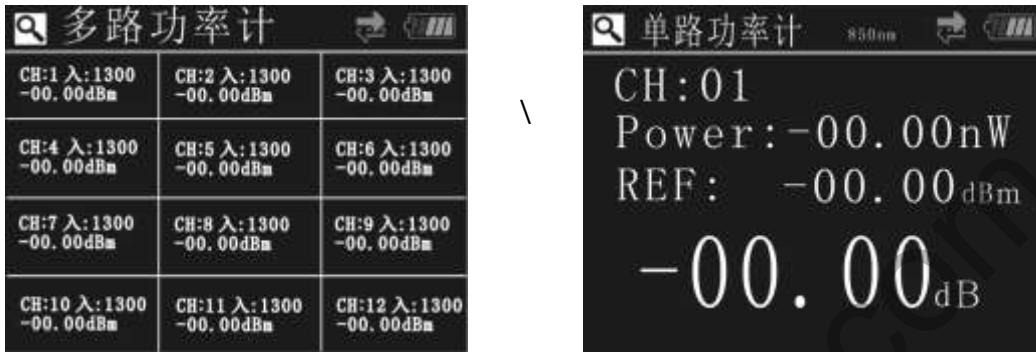 多路功率计
CH:1 入:1300
-00.00dBm
CH:2 入:1300
-00.00dBm
CH:3 入:1300
-00.00dBm
CH:4 入:1300
-00.00dBm
CH:5 入:1300
-00.00dBm
CH:6 入:1300
-00.00dBm
CH:7 入:1300
-00.00dBm
CH:8 入:1300
-00.00dBm
CH:9 入:1300
-00.00dBm
CH:10 入:1300
-00.00dBm
CH:11 入:1300
-00.00dBm
CH:12 入:1300
-00.00dBm
\
单路功率计 850nm
CH:01
Power:-00.00nW
REF: -00.00dBm
-00.00dB
com